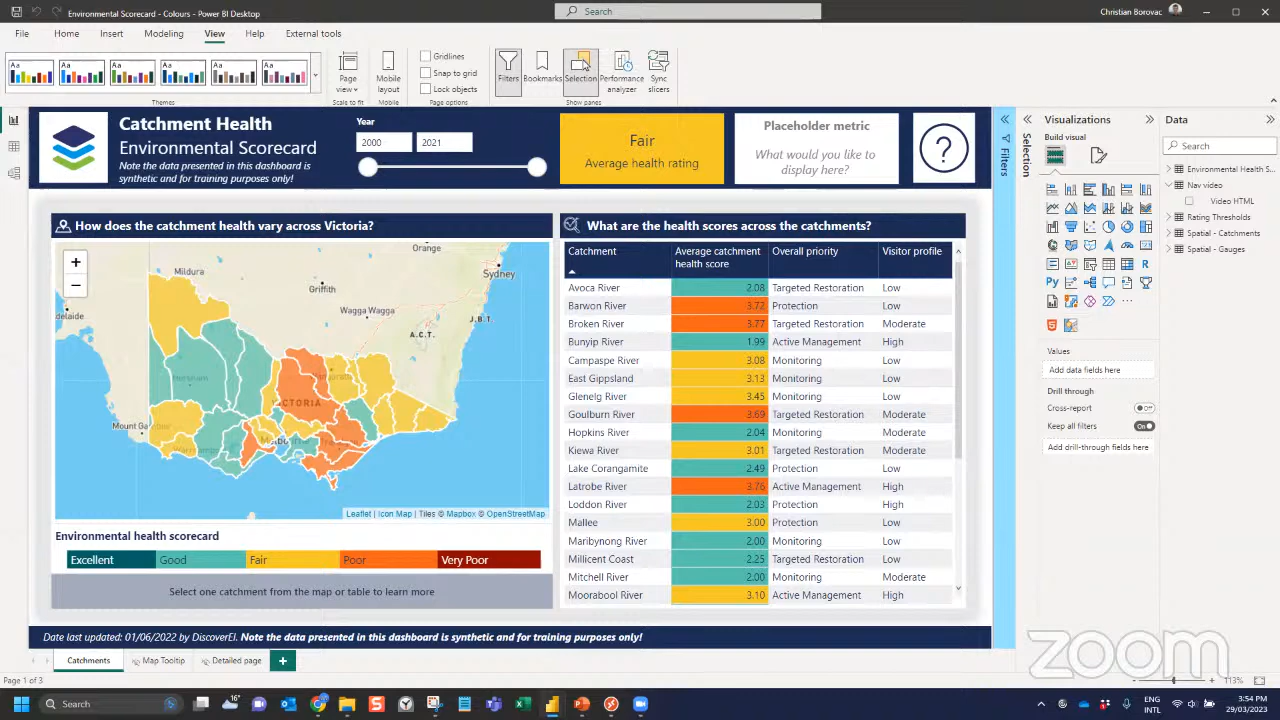 Environmental Scorecard - Colours - Power BI Desktop
Search
Christian Borovac
File
Home
Insert
Modeling
View
Help
External tools
Aa
Aa
Aa
Aa
Aa
Aa
Themes
Page view
Scale to fit
Mobile layout
Mobile
Gridlines
Snap to grid
Lock objects
Page options
Filters
Bookmarks
Selection
Performance analyzer
Sync slicers
Show panes
Catchment Health
Environmental Scorecard
Note the data presented in this dashboard is
synthetic and for training purposes only!
Year
2000
2021
Fair
Average health rating
Placeholder metric
What would you like to
display here?
?
How does the catchment health vary across Victoria?
+
−
Mildura
Orange
Sydney
Griffith
Wagga Wagga
J.B.T.
A.C.T.
delaide
Horsham
VICTORIA
Mount Gambier
Melbourne
Leaflet | Icon Map | Tiles © Mapbox © OpenStreetMap
Environmental health scorecard
Excellent
Good
Fair
Poor
Very Poor
Select one catchment from the map or table to learn more
What are the health scores across the catchments?
Catchment
Average catchment health score
Overall priority
Visitor profile
Avoca River 2.08 Targeted Restoration Low
Barwon River 3.72 Protection Low
Broken River 3.77 Targeted Restoration Moderate
Bunyip River 1.99 Active Management High
Campaspe River 3.08 Monitoring Low
East Gippsland 3.13 Monitoring Low
Glenelg River 3.45 Monitoring Low
Goulburn River 3.69 Targeted Restoration Moderate
Hopkins River 2.04 Monitoring Moderate
Kiewa River 3.01 Targeted Restoration Moderate
Lake Corangamite 2.49 Protection Low
Latrobe River 3.76 Active Management High
Loddon River 2.03 Protection High
Mallee 3.00 Protection Low
Maribynong River 2.00 Monitoring Low
Millicent Coast 2.25 Targeted Restoration Low
Mitchell River 2.00 Monitoring Moderate
Moorabool River 3.10 Active Management High
Date last updated: 01/06/2022 by DiscoverEI. Note the data presented in this dashboard is synthetic and for training purposes only!
Filters
Selection
Visualizations
Build visual
R
Py
Values
Add data fields here
Drill through
Cross-report
Off
Keep all filters
On
Add drill-through fields here
Data
Search
Environmental Health S...
Nav video
Video HTML
Rating Thresholds
Spatial - Catchments
Spatial - Gauges
Catchments
Map Tooltip
Detailed page
+
Page 1 of 3
113%
zoom
Search
16°
ENG
INTL
3:54 PM
29/03/2023